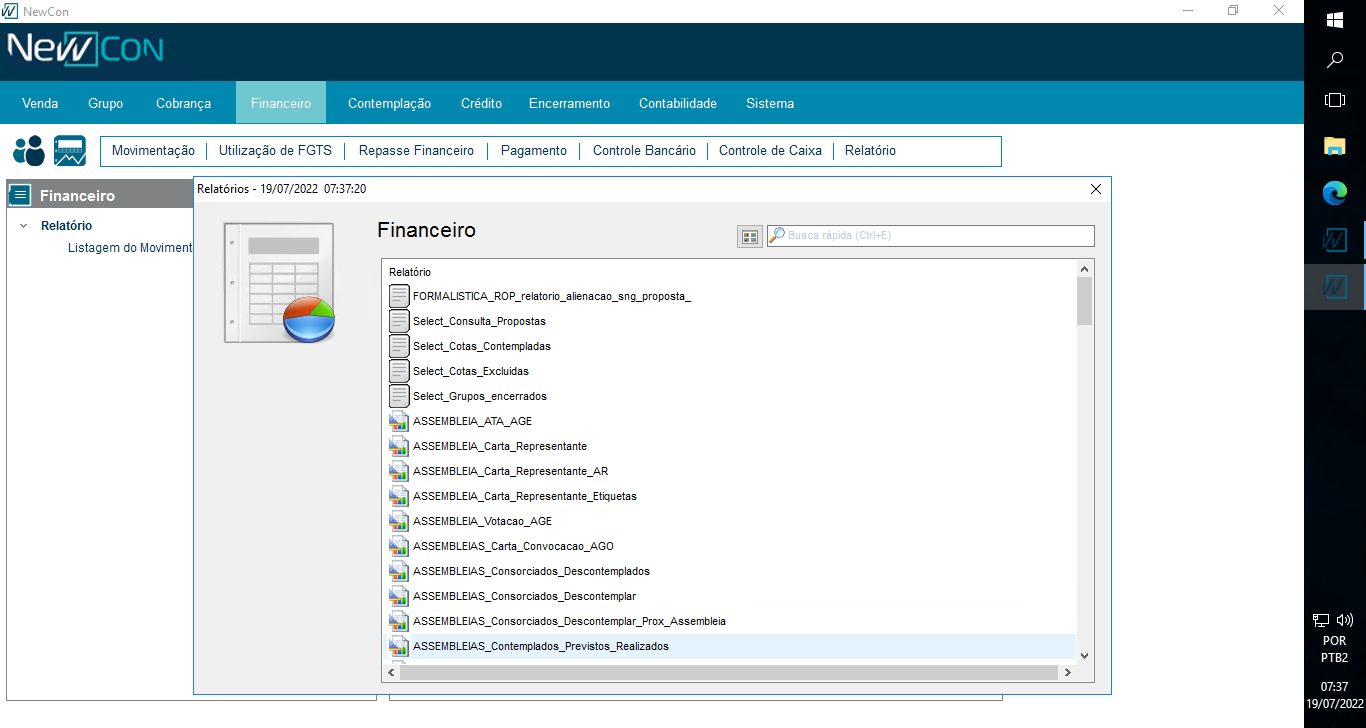 NewCon
NewCon
Venda Grupo Cobrança Financeiro Contemplação Crédito Encerramento Contabilidade Sistema
Movimentação Utilização de FGTS Repasse Financeiro Pagamento Controle Bancário Controle de Caixa Relatório
Financeiro
Relatório
Listagem do Moviment
Relatórios - 19/07/2022 07:37:20
Financeiro
Busca rápida (Ctrl+E)
Relatório
FORMALISTICA_ROP_relatorio_alienacao_sng_proposta_
Select_Consulta_Propostas
Select_Cotas_Contempladas
Select_Cotas_Excluidas
Select_Grupos_encerrados
ASSEMBLEIA_ATA_AGE
ASSEMBLEIA_Carta_Representante
ASSEMBLEIA_Carta_Representante_AR
ASSEMBLEIA_Carta_Representante_Etiquetas
ASSEMBLEIA_Votacao_AGE
ASSEMBLEIAS_Carta_Convocacao_AGO
ASSEMBLEIAS_Consorciados_Descontemplados
ASSEMBLEIAS_Consorciados_Descontemplar
ASSEMBLEIAS_Consorciados_Descontemplar_Prox_Assembleia
ASSEMBLEIAS_Contemplados_Previstos_Realizados
POR
PTB2
07:37
19/07/2022